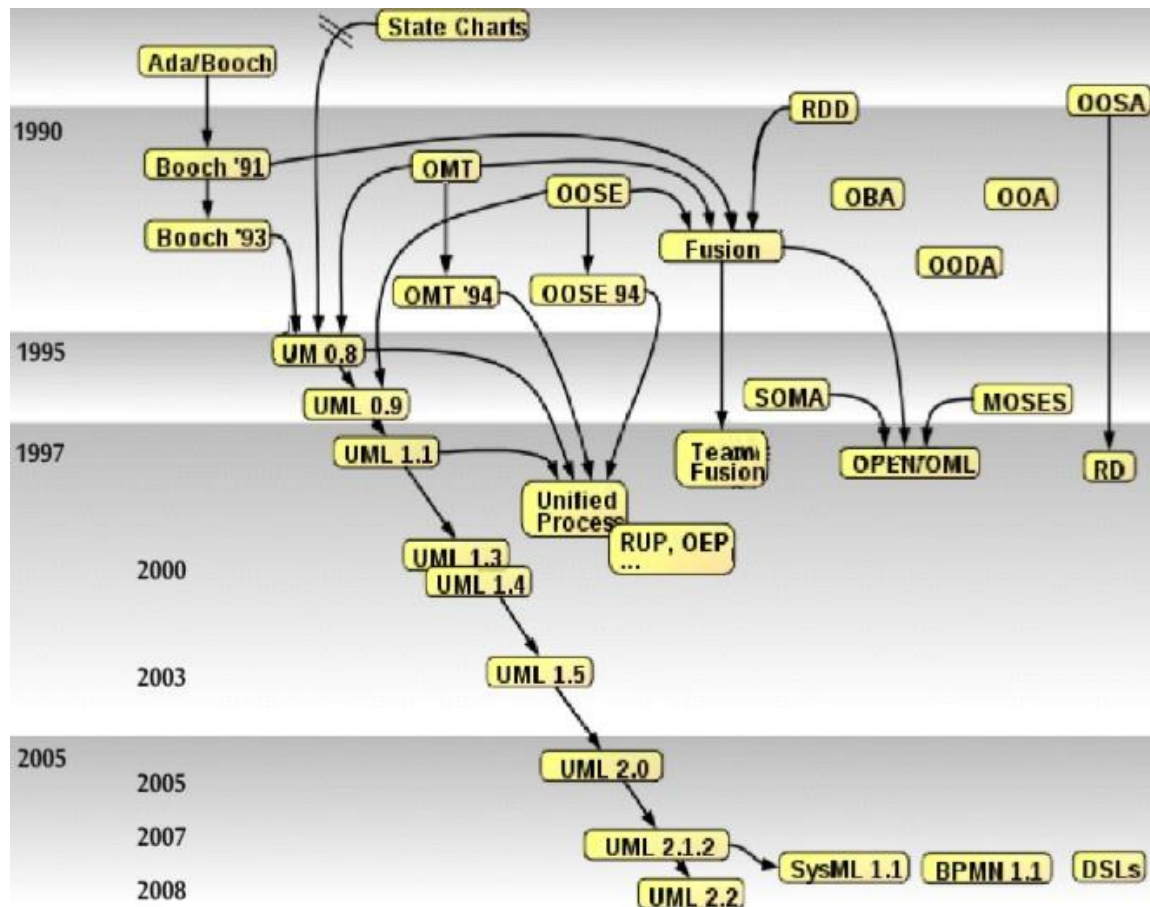 State Charts
Ada/Booch
OOSA
RDD
1990
Booch '91
OMT
OOSE
OBA
OOA
Booch '93
Fusion
OODA
OMT '94
OOSE 94
1995
UM 0.8
UML 0.9
SOMA
MOSES
1997
UML 1.1
Team
Fusion
OPEN/OML
RD
Unified
Process
RUP, OEP
...
UML 1.3
2000
UML 1.4
2003
UML 1.5
2005
2005
UML 2.0
2007
UML 2.1.2
SysML 1.1
BPMN 1.1
DSLs
2008
UML 2.2